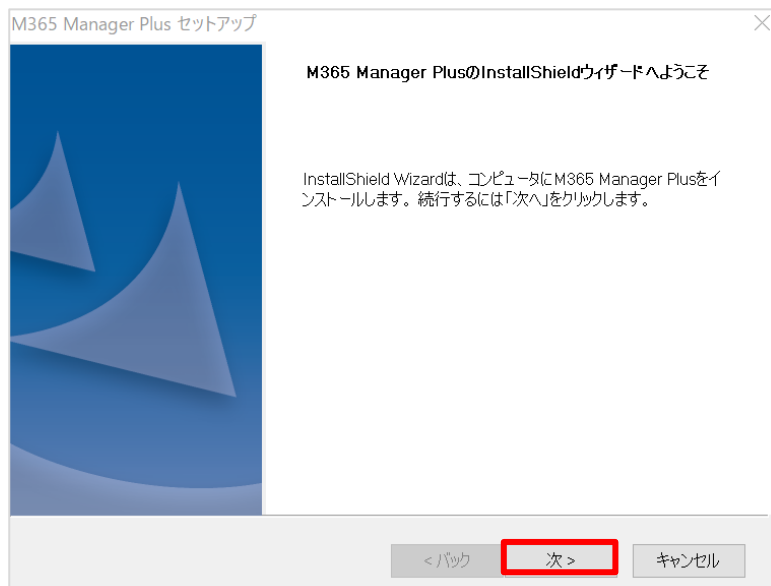 M365 Manager Plus セットアップ
M365 Manager PlusのInstallShieldウィザードへようこそ
InstallShield Wizardは、コンピュータにM365 Manager Plusをイ
ンストールします。続行するには「次へ」をクリックします。
< バック 次 > キャンセル